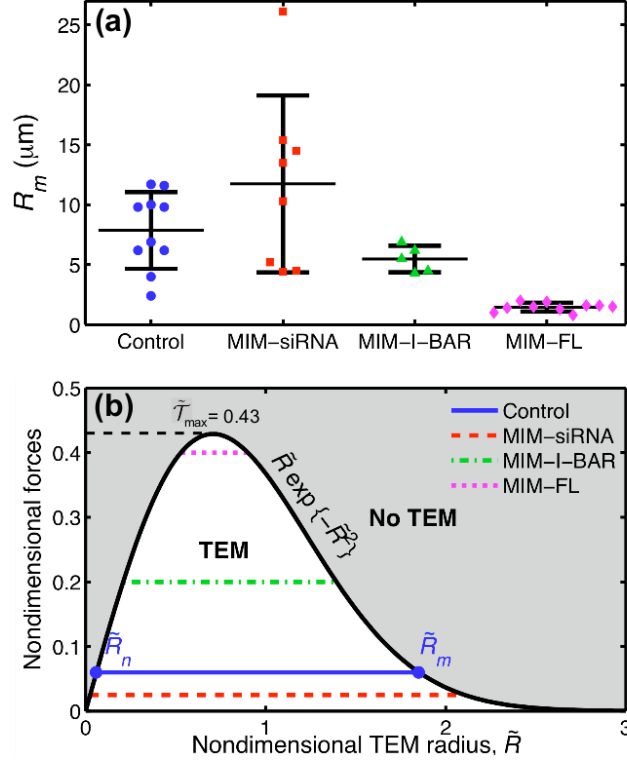 (a)
R_m (μm)
25
20
15
10
5
0
Control MIM−siRNA MIM−I−BAR MIM−FL
(b)
Nondimensional forces
0.5
0.4
0.3
0.2
0.1
0
𝒯̃_max = 0.43
Control
MIM−siRNA
MIM−I−BAR
MIM−FL
R̃ exp {−R̃²}
No TEM
TEM
R̃_n
R̃_m
0 1 2 3
Nondimensional TEM radius, R̃